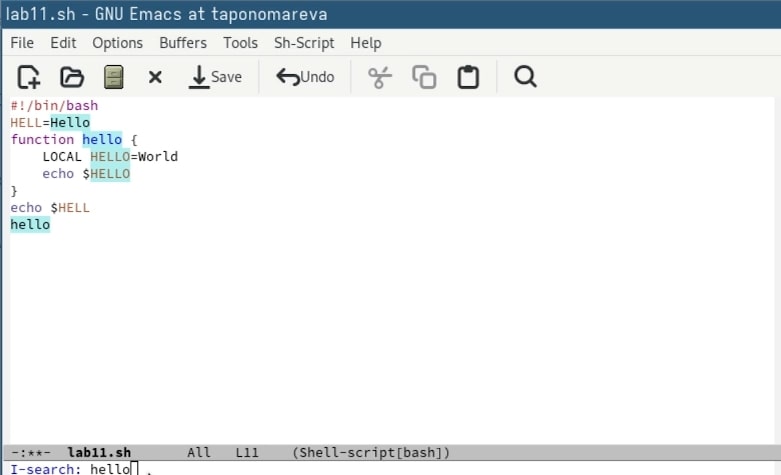 lab11.sh - GNU Emacs at taponomareva
File Edit Options Buffers Tools Sh-Script Help
Save Undo
#!/bin/bash
HELL=Hello
function hello {
    LOCAL HELLO=World
    echo $HELLO
}
echo $HELL
hello
-:**-  lab11.sh       All   L11    (Shell-script[bash])
I-search: hello